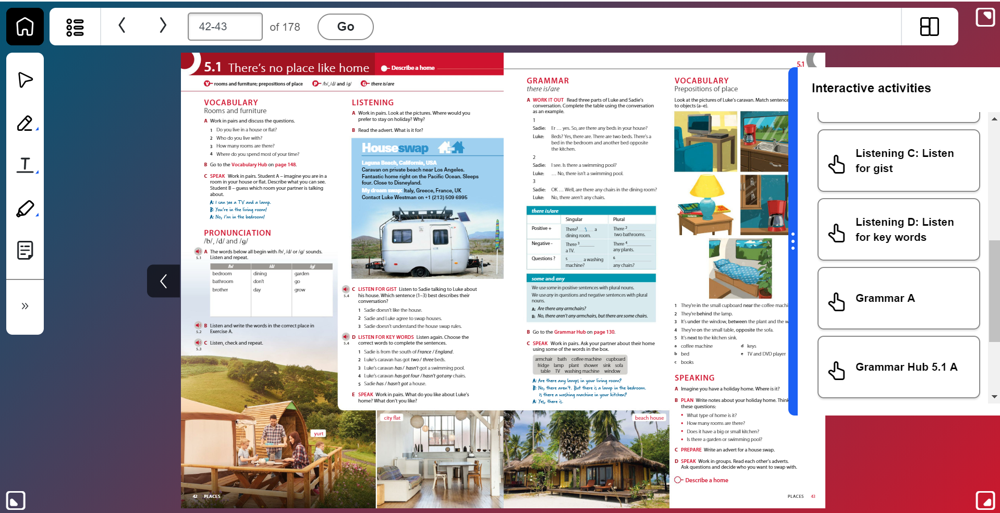 42-43
of 178
Go
5.1 There's no place like home
Describe a home
V rooms and furniture; prepositions of place
P /b/, /d/ and /g/
G there is/are
VOCABULARY
Rooms and furniture
A Work in pairs and discuss the questions.
1 Do you live in a house or flat?
2 Who do you live with?
3 How many rooms are there?
4 Where do you spend most of your time?
B Go to the Vocabulary Hub on page 148.
C SPEAK Work in pairs. Student A – imagine you are in a
room in your house or flat. Describe what you can see.
Student B – guess which room your partner is talking
about.
A: I can see a TV and a lamp.
B: You're in the living room!
A: No, I'm in the bedroom!
PRONUNCIATION
/b/, /d/ and /g/
5.1
A The words below all begin with /b/, /d/ or /g/ sounds.
Listen and repeat.
/b/ /d/ /g/
bedroom dining garden
bathroom don't go
brother day grow
5.2
B Listen and write the words in the correct place in
Exercise A.
5.3
C Listen, check and repeat.
LISTENING
A Work in pairs. Look at the pictures. Where would you
prefer to stay on holiday? Why?
B Read the advert. What is it for?
Houseswap
Laguna Beach, California, USA
Caravan on private beach near Los Angeles.
Fantastic home right on the Pacific Ocean. Sleeps
four. Close to Disneyland.
My dream swap: Italy, Greece, France, UK
Contact Luke Westman on +1 (213) 509 6995
5.4
C LISTEN FOR GIST Listen to Sadie talking to Luke about
his house. Which sentence (1–3) best describes their
conversation?
1 Sadie doesn't like the house.
2 Sadie and Luke agree to swap houses.
3 Sadie doesn't understand the house swap rules.
5.4
D LISTEN FOR KEY WORDS Listen again. Choose the
correct words to complete the sentences.
1 Sadie is from the south of France / England.
2 Luke's caravan has got two / three beds.
3 Luke's caravan has / hasn't got a swimming pool.
4 Luke's caravan has got four / hasn't got any chairs.
5 Sadie has / hasn't got a house.
E SPEAK Work in pairs. What do you like about Luke's
home? What don't you like?
yurt
city flat
beach house
42 PLACES
5.1
GRAMMAR
there is/are
A WORK IT OUT Read three parts of Luke and Sadie's
conversation. Complete the table using the conversation
as an example.
1
Sadie: Er ... yes. So, are there any beds in your house?
Luke: Beds? Yes, there are. There are two beds. There's a
bed in the bedroom and another bed opposite
the kitchen.
2
Sadie: I see. Is there a swimming pool?
Luke: ... No, there isn't a swimming pool.
3
Sadie: OK ... Well, are there any chairs in the dining room?
Luke: No, there aren't any chairs.
there is/are
Singular Plural
Positive + There 1 's a
dining room.
There 2
two bathrooms.
Negative - There 3
a TV.
There 4
any plants.
Questions ? 5 a washing
machine?
6
any chairs?
some and any
We use some in positive sentences with plural nouns.
We use any in questions and negative sentences with plural
nouns.
A: Are there any armchairs?
B: No, there aren't any armchairs, but there are some chairs.
B Go to the Grammar Hub on page 130.
C SPEAK Work in pairs. Ask your partner about their home
using some of the words in the box.
armchair bath coffee machine cupboard
fridge lamp plant shower sink sofa
table TV washing machine window
A: Are there any lamps in your living room?
B: No, there aren't. But there is a lamp in the bedroom.
Is there a washing machine in your kitchen?
A: Yes, there is.
VOCABULARY
Prepositions of place
Look at the pictures of Luke's caravan. Match sentence
to objects (a–e).
1 They're in the small cupboard near the coffee machi
2 They're behind the lamp.
3 It's under the window, between the plant and the w
4 They're on the small table, opposite the sofa.
5 It's next to the kitchen sink.
a coffee machine
b bed
c books
d keys
e TV and DVD player
SPEAKING
A Imagine you have a holiday home. Where is it?
B PLAN Write notes about your holiday home. Think
these questions:
• What type of home is it?
• How many rooms are there?
• Does it have a big or small kitchen?
• Is there a garden or swimming pool?
C PREPARE Write an advert for a house swap.
D SPEAK Work in groups. Read each other's adverts.
Ask questions and decide who you want to swap with.
Describe a home
PLACES 43
Interactive activities
Listening C: Listen
for gist
Listening D: Listen
for key words
Grammar A
Grammar Hub 5.1 A